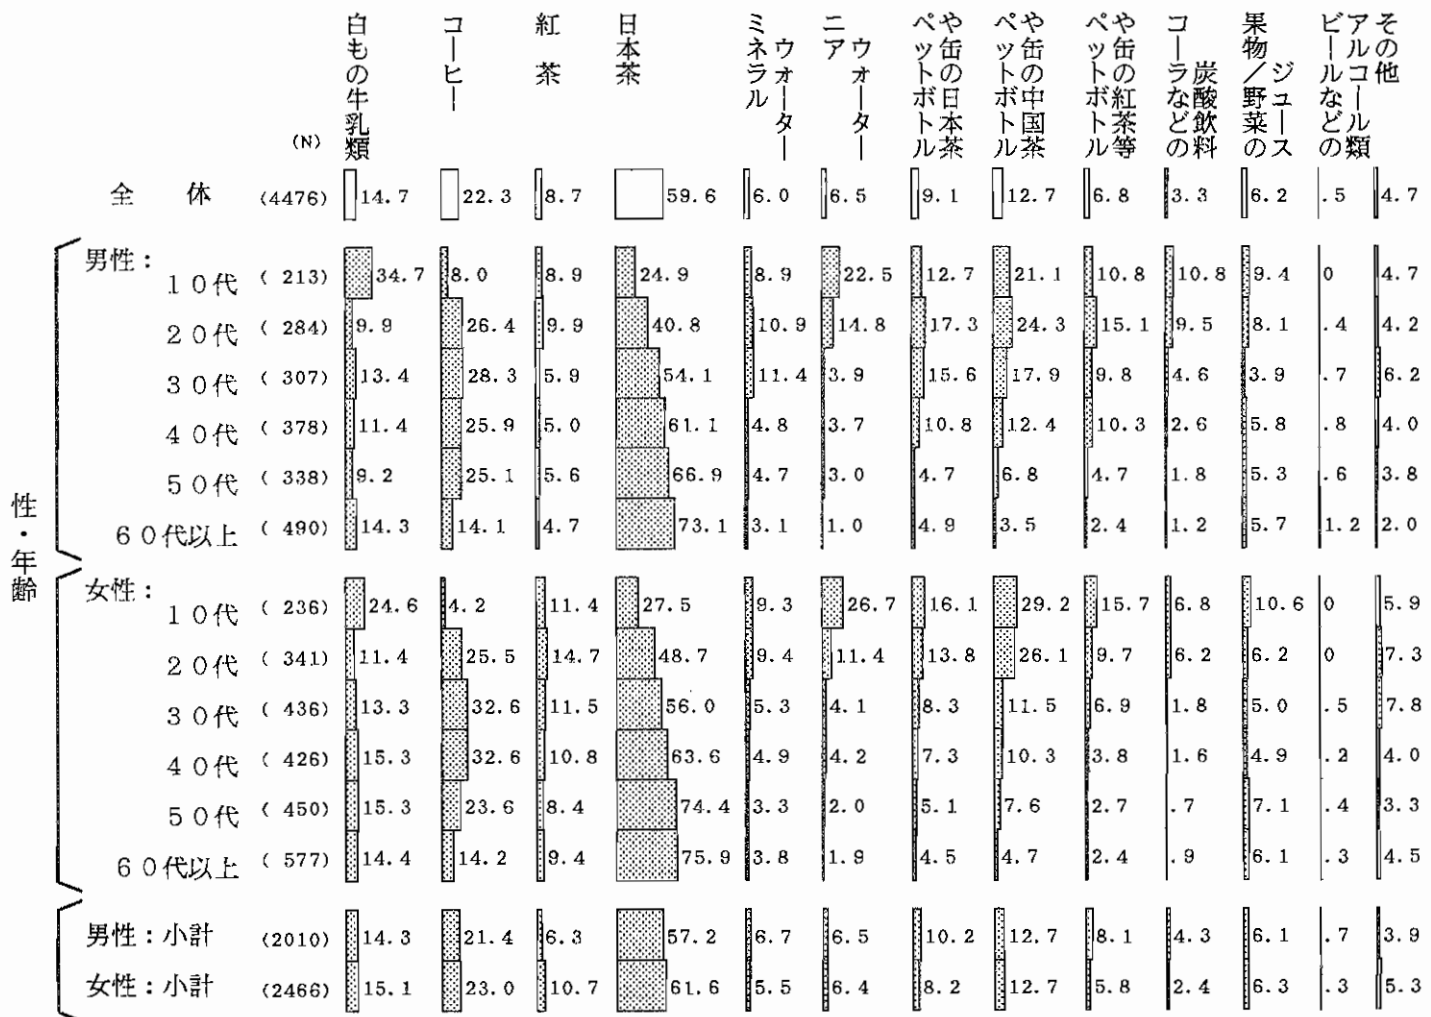 (N) 白もの牛乳類 コーヒー 紅茶 日本茶 ミネラルウォーター ニアウォーター ペットボトルや缶の日本茶 ペットボトルや缶の中国茶 ペットボトルや缶の紅茶等 コーラなどの炭酸飲料 果物/野菜のジュース ビールなどのアルコール類 その他
全体 (4476) 14.7 22.3 8.7 59.6 6.0 6.5 9.1 12.7 6.8 3.3 6.2 .5 4.7
性・年齢
男性:
10代 (213) 34.7 8.0 8.9 24.9 8.9 22.5 12.7 21.1 10.8 10.8 9.4 0 4.7
20代 (284) 9.9 26.4 9.9 40.8 10.9 14.8 17.3 24.3 15.1 9.5 8.1 .4 4.2
30代 (307) 13.4 28.3 5.9 54.1 11.4 3.9 15.6 17.9 9.8 4.6 3.9 .7 6.2
40代 (378) 11.4 25.9 5.0 61.1 4.8 3.7 10.8 12.4 10.3 2.6 5.8 .8 4.0
50代 (338) 9.2 25.1 5.6 66.9 4.7 3.0 4.7 6.8 4.7 1.8 5.3 .6 3.8
60代以上 (490) 14.3 14.1 4.7 73.1 3.1 1.0 4.9 3.5 2.4 1.2 5.7 1.2 2.0
女性:
10代 (236) 24.6 4.2 11.4 27.5 9.3 26.7 16.1 29.2 15.7 6.8 10.6 0 5.9
20代 (341) 11.4 25.5 14.7 48.7 9.4 11.4 13.8 26.1 9.7 6.2 6.2 0 7.3
30代 (436) 13.3 32.6 11.5 56.0 5.3 4.1 8.3 11.5 6.9 1.8 5.0 .5 7.8
40代 (426) 15.3 32.6 10.8 63.6 4.9 4.2 7.3 10.3 3.8 1.6 4.9 .2 4.0
50代 (450) 15.3 23.6 8.4 74.4 3.3 2.0 5.1 7.6 2.7 .7 7.1 .4 3.3
60代以上 (577) 14.4 14.2 9.4 75.9 3.8 1.9 4.5 4.7 2.4 .9 6.1 .3 4.5
男性:小計 (2010) 14.3 21.4 6.3 57.2 6.7 6.5 10.2 12.7 8.1 4.3 6.1 .7 3.9
女性:小計 (2466) 15.1 23.0 10.7 61.6 5.5 6.4 8.2 12.7 5.8 2.4 6.3 .3 5.3